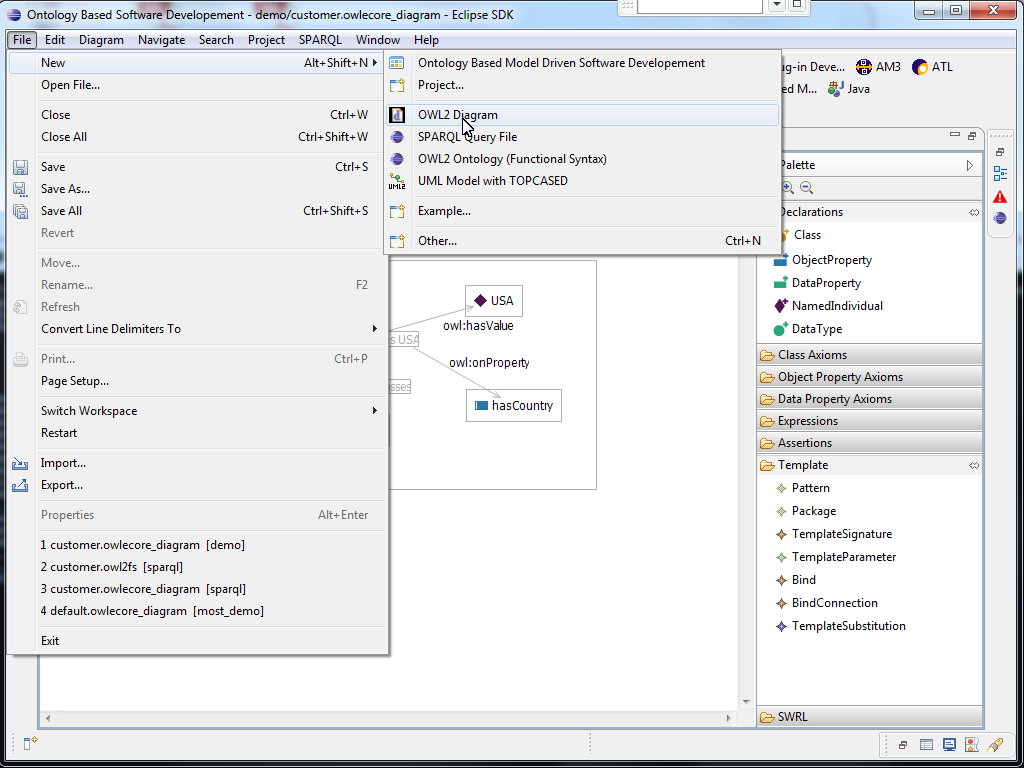 Ontology Based Software Developement - demo/customer.owlecore_diagram - Eclipse SDK
File Edit Diagram Navigate Search Project SPARQL Window Help
New Alt+Shift+N
Open File...
Close Ctrl+W
Close All Ctrl+Shift+W
Save Ctrl+S
Save As...
Save All Ctrl+Shift+S
Revert
Move...
Rename... F2
Refresh
Convert Line Delimiters To
Print... Ctrl+P
Page Setup...
Switch Workspace
Restart
Import...
Export...
Properties Alt+Enter
1 customer.owlecore_diagram [demo]
2 customer.owl2fs [sparql]
3 customer.owlecore_diagram [sparql]
4 default.owlecore_diagram [most_demo]
Exit
Ontology Based Model Driven Software Developement
Project...
OWL2 Diagram
SPARQL Query File
OWL2 Ontology (Functional Syntax)
UML2 UML Model with TOPCASED
Example...
Other... Ctrl+N
ug-in Deve... AM3 ATL
ed M... Java
USA
owl:hasValue
s USA
owl:onProperty
sses
hasCountry
Palette
Declarations
Class
ObjectProperty
DataProperty
NamedIndividual
DataType
Class Axioms
Object Property Axioms
Data Property Axioms
Expressions
Assertions
Template
Pattern
Package
TemplateSignature
TemplateParameter
Bind
BindConnection
TemplateSubstitution
SWRL